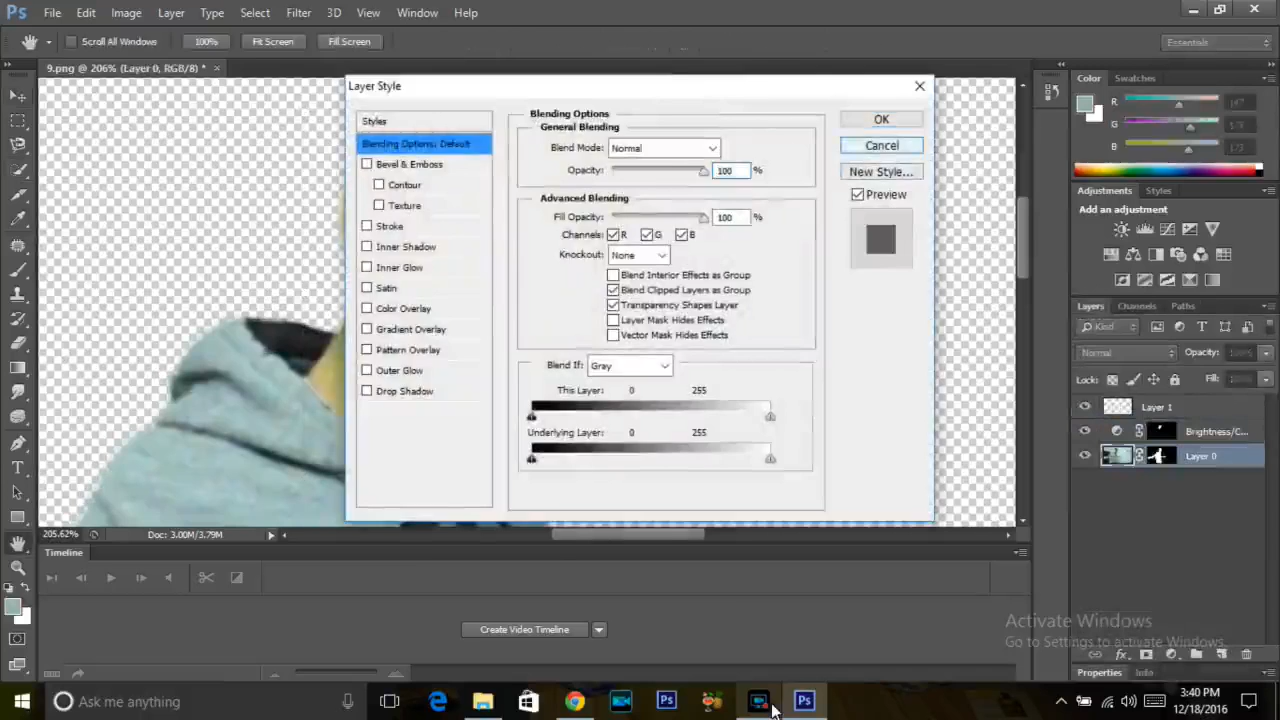 Ps File Edit Image Layer Type Select Filter 3D View Window Help
Scroll All Windows 100% Fit Screen Fill Screen Essentials
9.png @ 206% (Layer 0, RGB/8) * ×
Layer Style
Styles
Blending Options: Default
Bevel & Emboss
Contour
Texture
Stroke
Inner Shadow
Inner Glow
Satin
Color Overlay
Gradient Overlay
Pattern Overlay
Outer Glow
Drop Shadow
Blending Options
General Blending
Blend Mode: Normal
Opacity: 100 %
Advanced Blending
Fill Opacity: 100 %
Channels: R G B
Knockout: None
Blend Interior Effects as Group
Blend Clipped Layers as Group
Transparency Shapes Layer
Layer Mask Hides Effects
Vector Mask Hides Effects
Blend If: Gray
This Layer: 0 255
Underlying Layer: 0 255
OK
Cancel
New Style...
Preview
Color Swatches
R
G
B
Adjustments Styles
Add an adjustment
Layers Channels Paths
Kind
Normal Opacity:
Lock: Fill:
Layer 1
Brightness/C...
Layer 0
205.62% Doc: 3.00M/3.79M
Timeline
Create Video Timeline
Activate Windows
Go to Settings to activate Windows.
Properties Info
Ask me anything
Ps
Ps
3:40 PM
12/18/2016